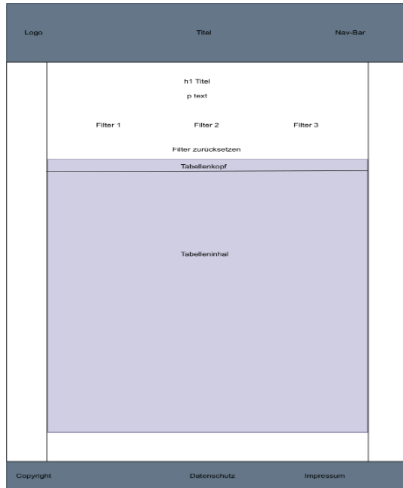 Logo Titel Nav-Bar
h1 Titel
p text
Filter 1 Filter 2 Filter 3
Filter zurücksetzen
Tabellenkopf
Tabelleninhal
Copyright Datenschutz Impressum